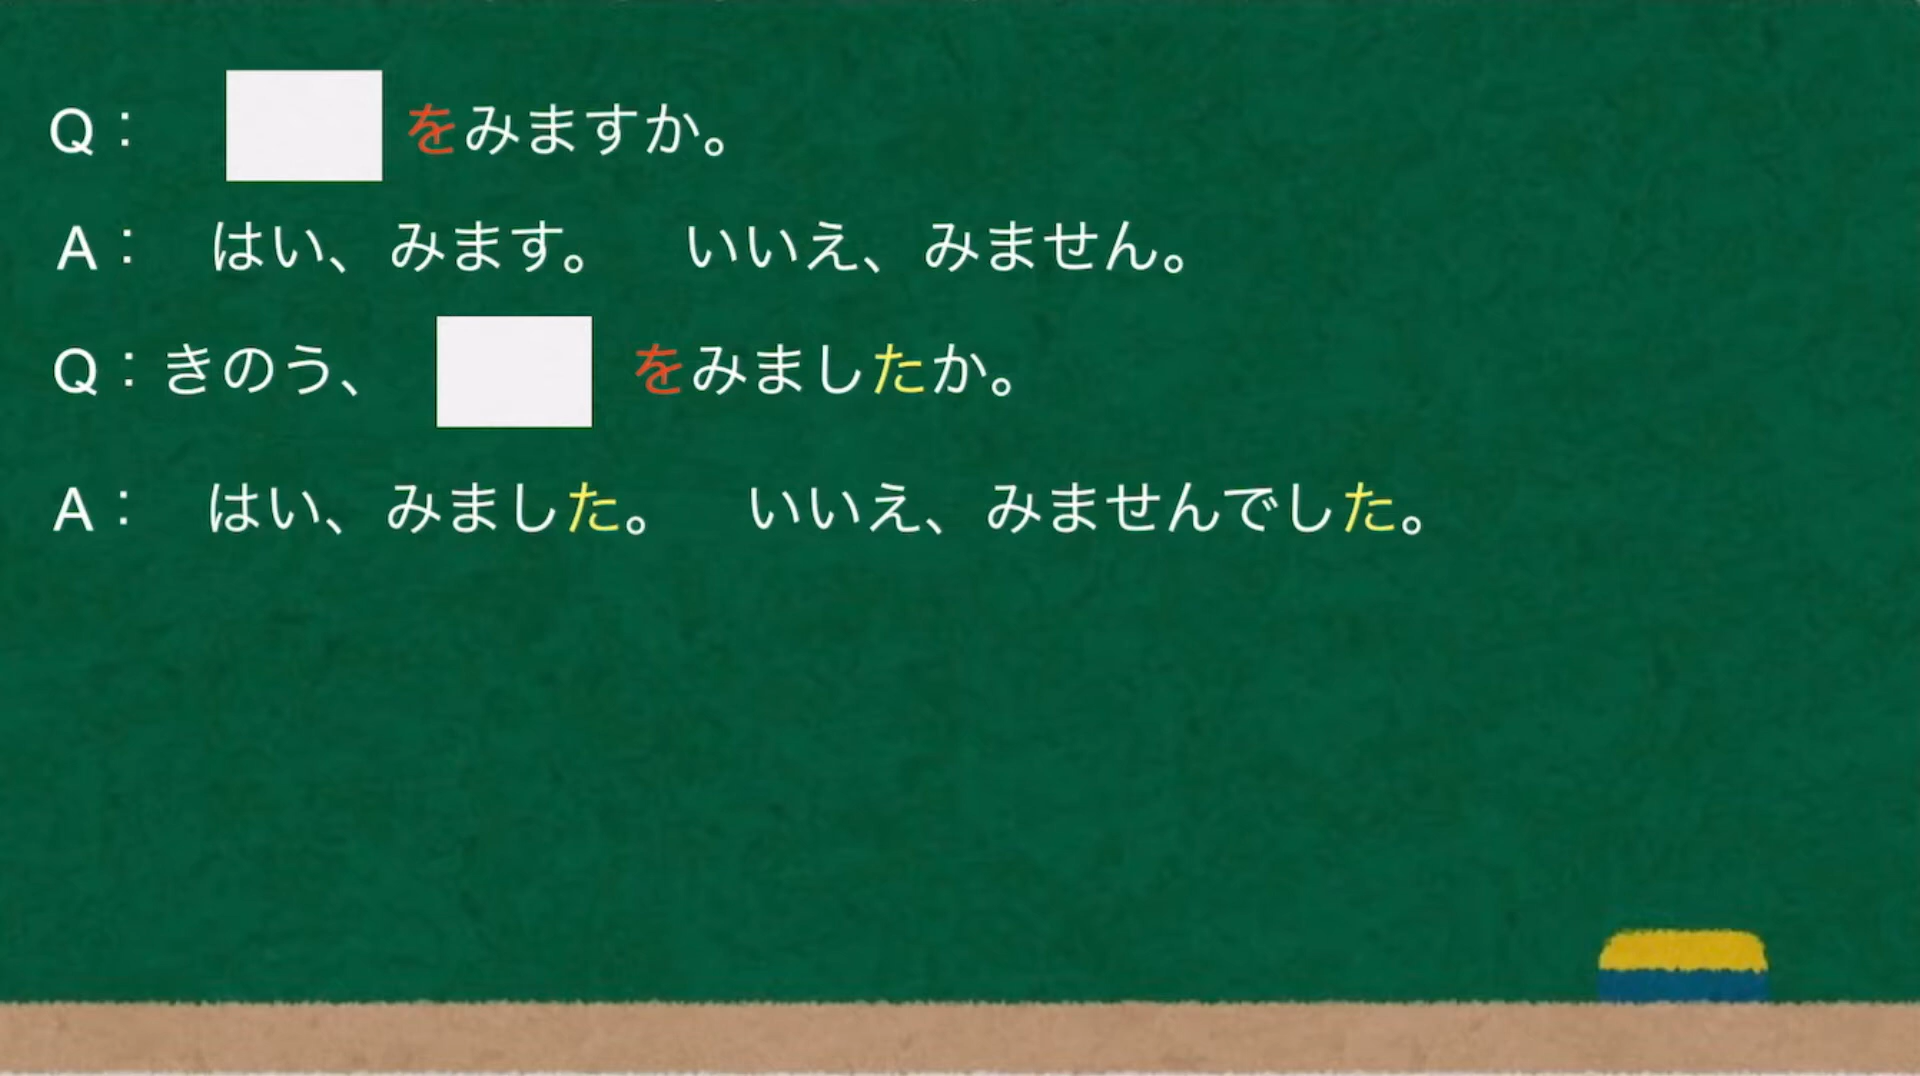 Q： をみますか。
A： はい、みます。 いいえ、みません。
Q：きのう、 をみましたか。
A： はい、みました。 いいえ、みませんでした。